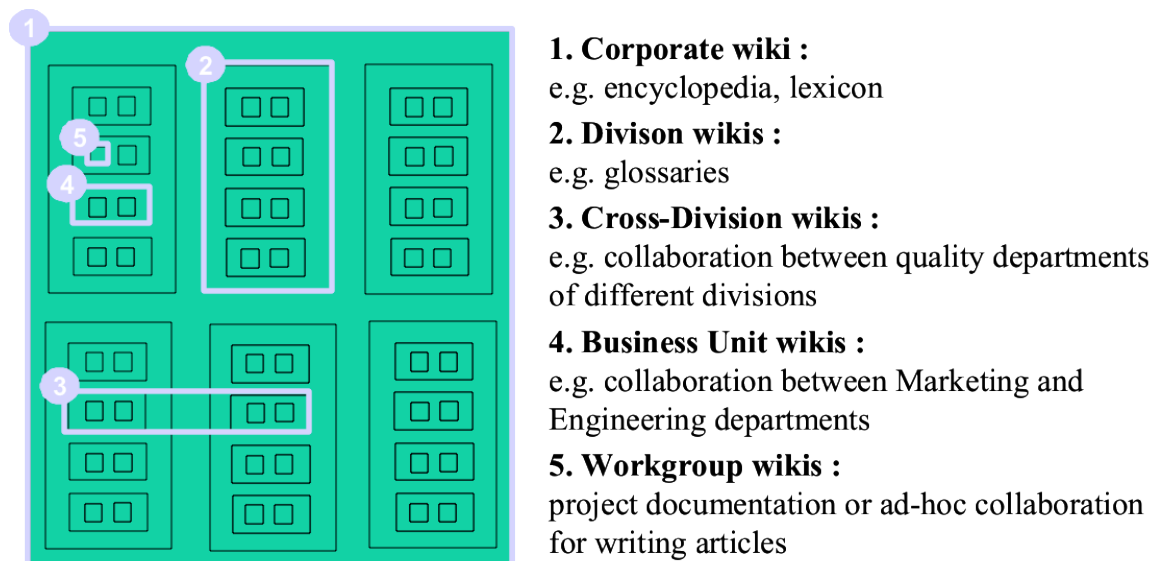 1
2
5
4
3
1. Corporate wiki :
e.g. encyclopedia, lexicon
2. Divison wikis :
e.g. glossaries
3. Cross-Division wikis :
e.g. collaboration between quality departments
of different divisions
4. Business Unit wikis :
e.g. collaboration between Marketing and
Engineering departments
5. Workgroup wikis :
project documentation or ad-hoc collaboration
for writing articles